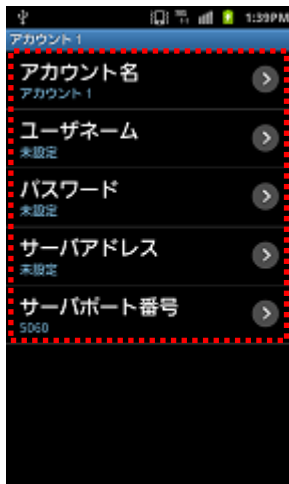 1:39PM
アカウント 1
アカウント名
アカウント 1
ユーザネーム
未設定
パスワード
未設定
サーバアドレス
未設定
サーバポート番号
5060